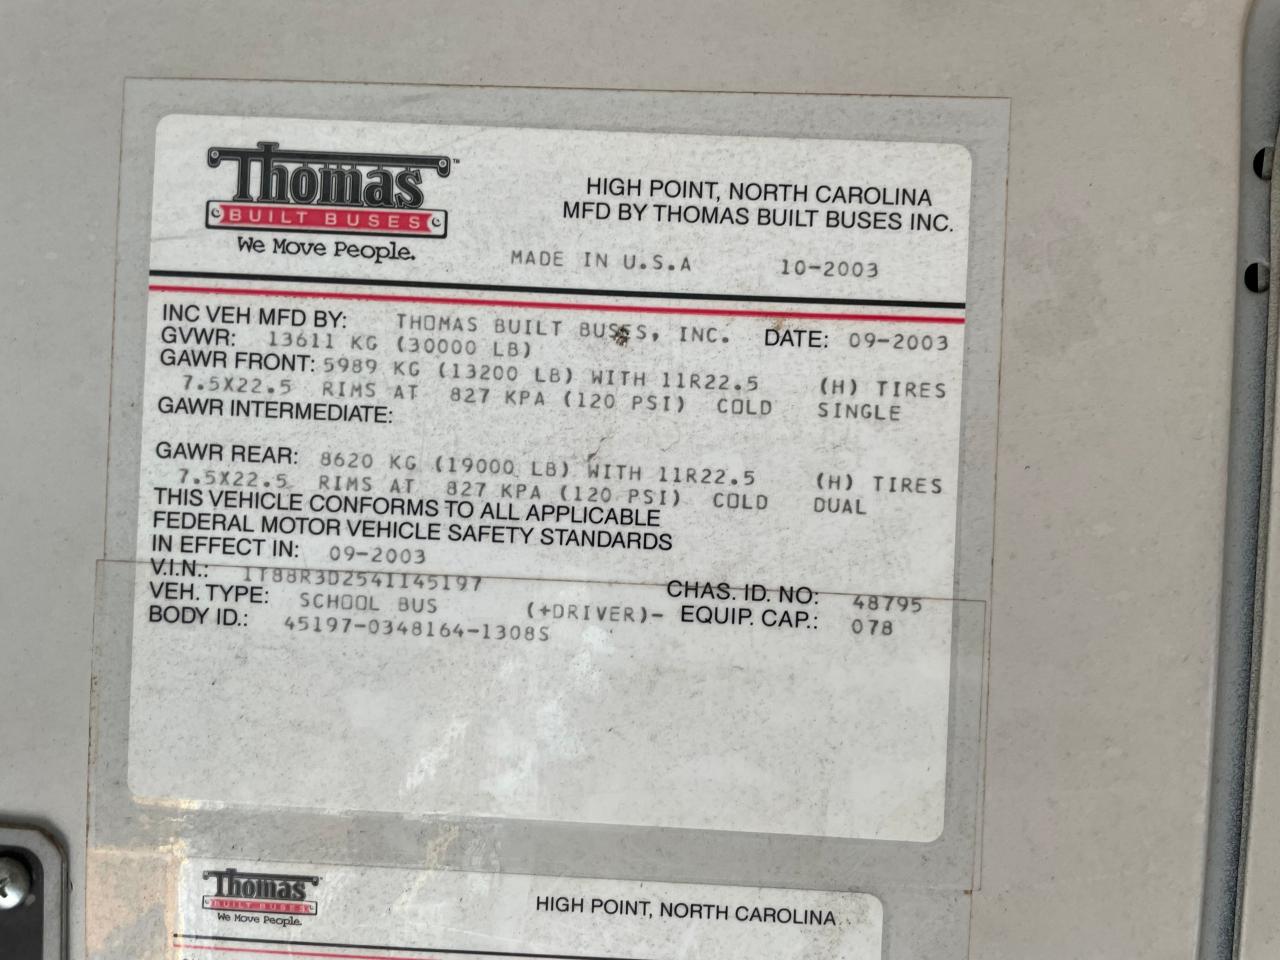 Thomas™
BUILT BUSES
We Move People.
HIGH POINT, NORTH CAROLINA
MFD BY THOMAS BUILT BUSES INC.
MADE IN U.S.A 10-2003
INC VEH MFD BY: THOMAS BUILT BUSES, INC. DATE: 09-2003
GVWR: 13611 KG (30000 LB)
GAWR FRONT: 5989 KG (13200 LB) WITH 11R22.5 (H) TIRES
7.5X22.5 RIMS AT 827 KPA (120 PSI) COLD SINGLE
GAWR INTERMEDIATE:
GAWR REAR: 8620 KG (19000 LB) WITH 11R22.5 (H) TIRES
7.5X22.5 RIMS AT 827 KPA (120 PSI) COLD DUAL
THIS VEHICLE CONFORMS TO ALL APPLICABLE
FEDERAL MOTOR VEHICLE SAFETY STANDARDS
IN EFFECT IN: 09-2003
V.I.N.: 1T88R3D2541145197 CHAS. ID. NO: 48795
VEH. TYPE: SCHOOL BUS (+DRIVER)- EQUIP. CAP.: 078
BODY ID.: 45197-0348164-1308S
Thomas
BUILT BUSES
We Move People.
HIGH POINT, NORTH CAROLINA